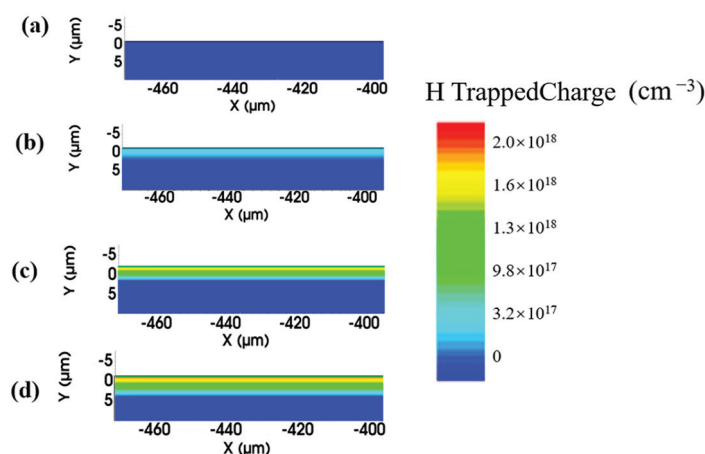 (a)
-5
0
5
Y (μm)
-460 -440 -420 -400
X (μm)
(b)
-5
0
5
Y (μm)
-460 -440 -420 -400
X (μm)
(c)
-5
0
5
Y (μm)
-460 -440 -420 -400
X (μm)
(d)
-5
0
5
Y (μm)
-460 -440 -420 -400
X (μm)
H TrappedCharge (cm⁻³)
2.0×10¹⁸
1.6×10¹⁸
1.3×10¹⁸
9.8×10¹⁷
3.2×10¹⁷
0